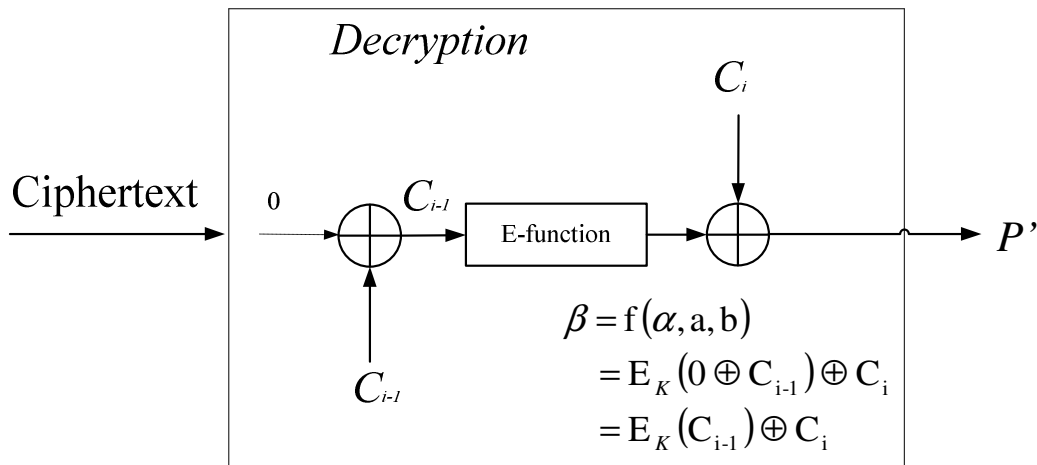 Decryption
C_i
Ciphertext
0
C_{i-1}
E-function
P’
C_{i-1}
β = f(α, a, b)
= E_K(0 ⊕ C_{i-1}) ⊕ C_i
= E_K(C_{i-1}) ⊕ C_i